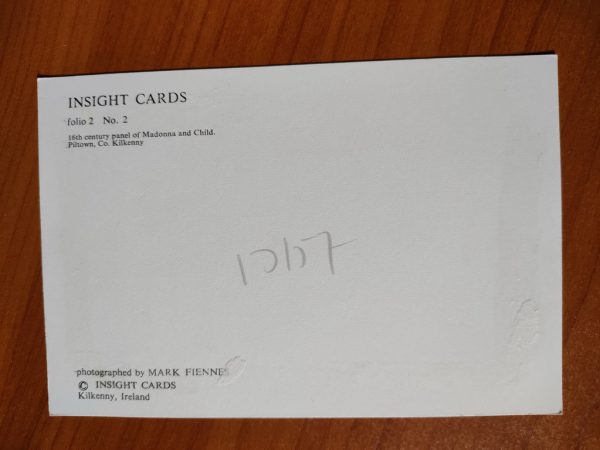 INSIGHT CARDS
folio 2 No. 2
16th century panel of Madonna and Child.
Piltown, Co. Kilkenny
photographed by MARK FIENNES
© INSIGHT CARDS
Kilkenny, Ireland